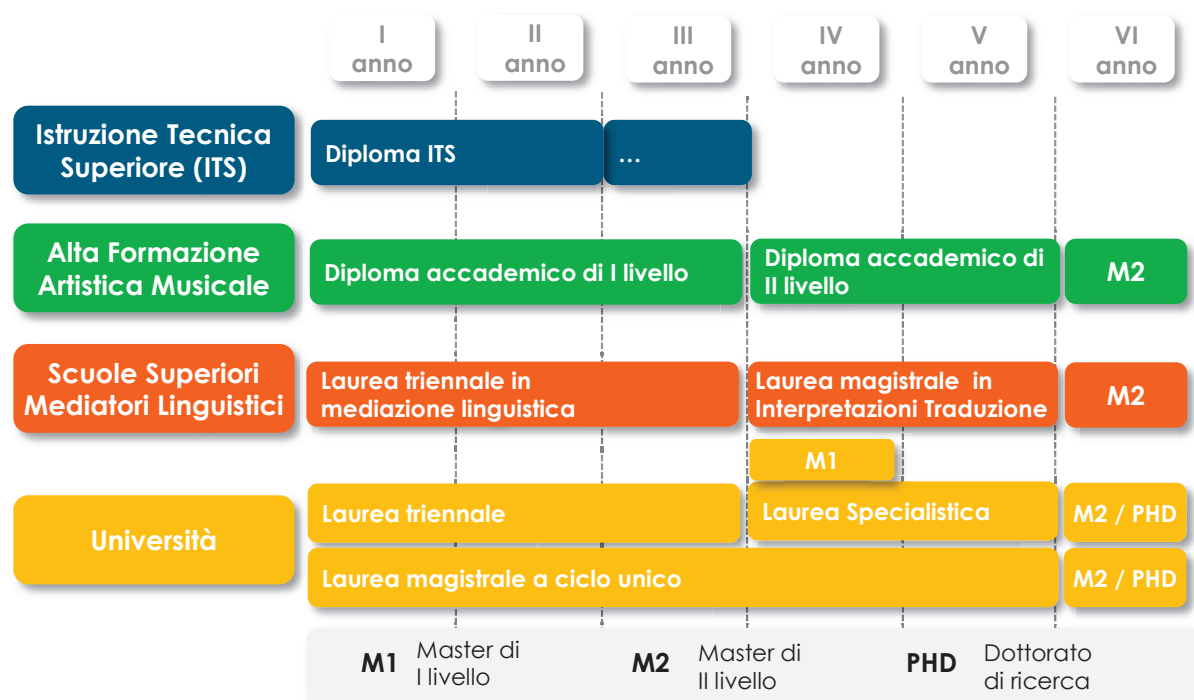 I
anno
II
anno
III
anno
IV
anno
V
anno
VI
anno
Istruzione Tecnica
Superiore (ITS)
Diploma ITS
...
Alta Formazione
Artistica Musicale
Diploma accademico di I livello
Diploma accademico di
II livello
M2
Scuole Superiori
Mediatori Linguistici
Laurea triennale in
mediazione linguistica
Laurea magistrale in
Interpretazioni Traduzione
M2
M1
Università
Laurea triennale
Laurea Specialistica
M2 / PHD
Laurea magistrale a ciclo unico
M2 / PHD
M1
Master di
I livello
M2
Master di
II livello
PHD
Dottorato
di ricerca